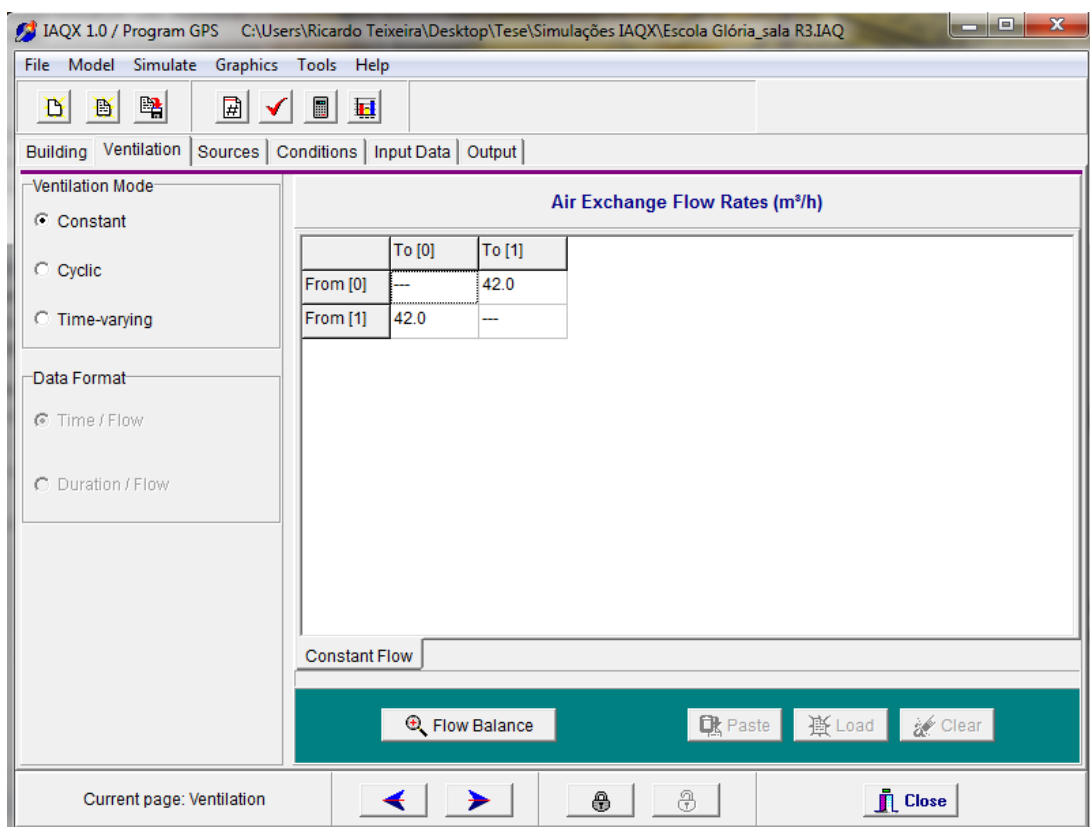 IAQX 1.0 / Program GPS C:\Users\Ricardo Teixeira\Desktop\Tese\Simulações IAQX\Escola Glória_sala R3.IAQ
File Model Simulate Graphics Tools Help
Building Ventilation Sources Conditions Input Data Output
Ventilation Mode
Constant
Cyclic
Time-varying
Data Format
Time / Flow
Duration / Flow
Air Exchange Flow Rates (m³/h)
To [0] To [1]
From [0] --- 42.0
From [1] 42.0 ---
Constant Flow
Flow Balance Paste Load Clear
Current page: Ventilation Close